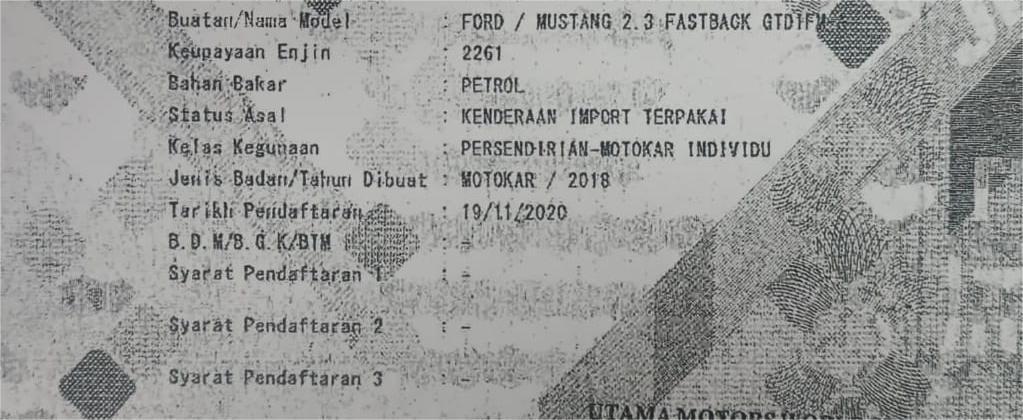 Buatan/Nama Model : FORD / MUSTANG 2.3 FASTBACK GTDIFM
Keupayaan Enjin : 2261
Bahan Bakar : PETROL
Status Asal : KENDERAAN IMPORT TERPAKAI
Kelas Kegunaan : PERSENDIRIAN-MOTOKAR INDIVIDU
Jenis Badan/Tahun Dibuat : MOTOKAR / 2018
Tarikh Pendaftaran : 19/11/2020
B.D.M/B.G.K/BTM : -
Syarat Pendaftaran 1 : -
Syarat Pendaftaran 2 : -
Syarat Pendaftaran 3 : -
UTAMA MOTORS